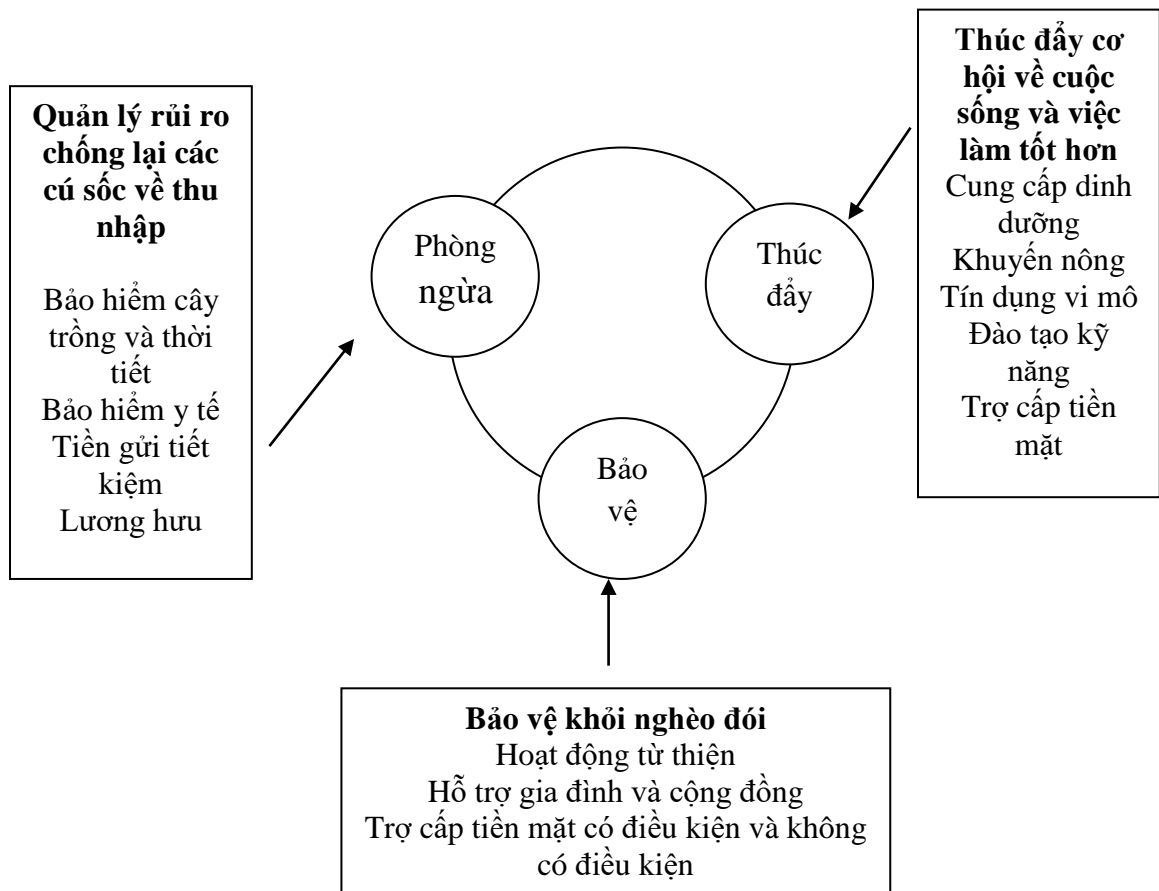 Quản lý rủi ro
chống lại các
cú sốc về thu
nhập
Bảo hiểm cây
trồng và thời
tiết
Bảo hiểm y tế
Tiền gửi tiết
kiệm
Lương hưu
Phòng
ngừa
Thúc
đẩy
Bảo
vệ
Thúc đẩy cơ
hội về cuộc
sống và việc
làm tốt hơn
Cung cấp dinh
dưỡng
Khuyến nông
Tín dụng vi mô
Đào tạo kỹ
năng
Trợ cấp tiền
mặt
Bảo vệ khỏi nghèo đói
Hoạt động từ thiện
Hỗ trợ gia đình và cộng đồng
Trợ cấp tiền mặt có điều kiện và không
có điều kiện